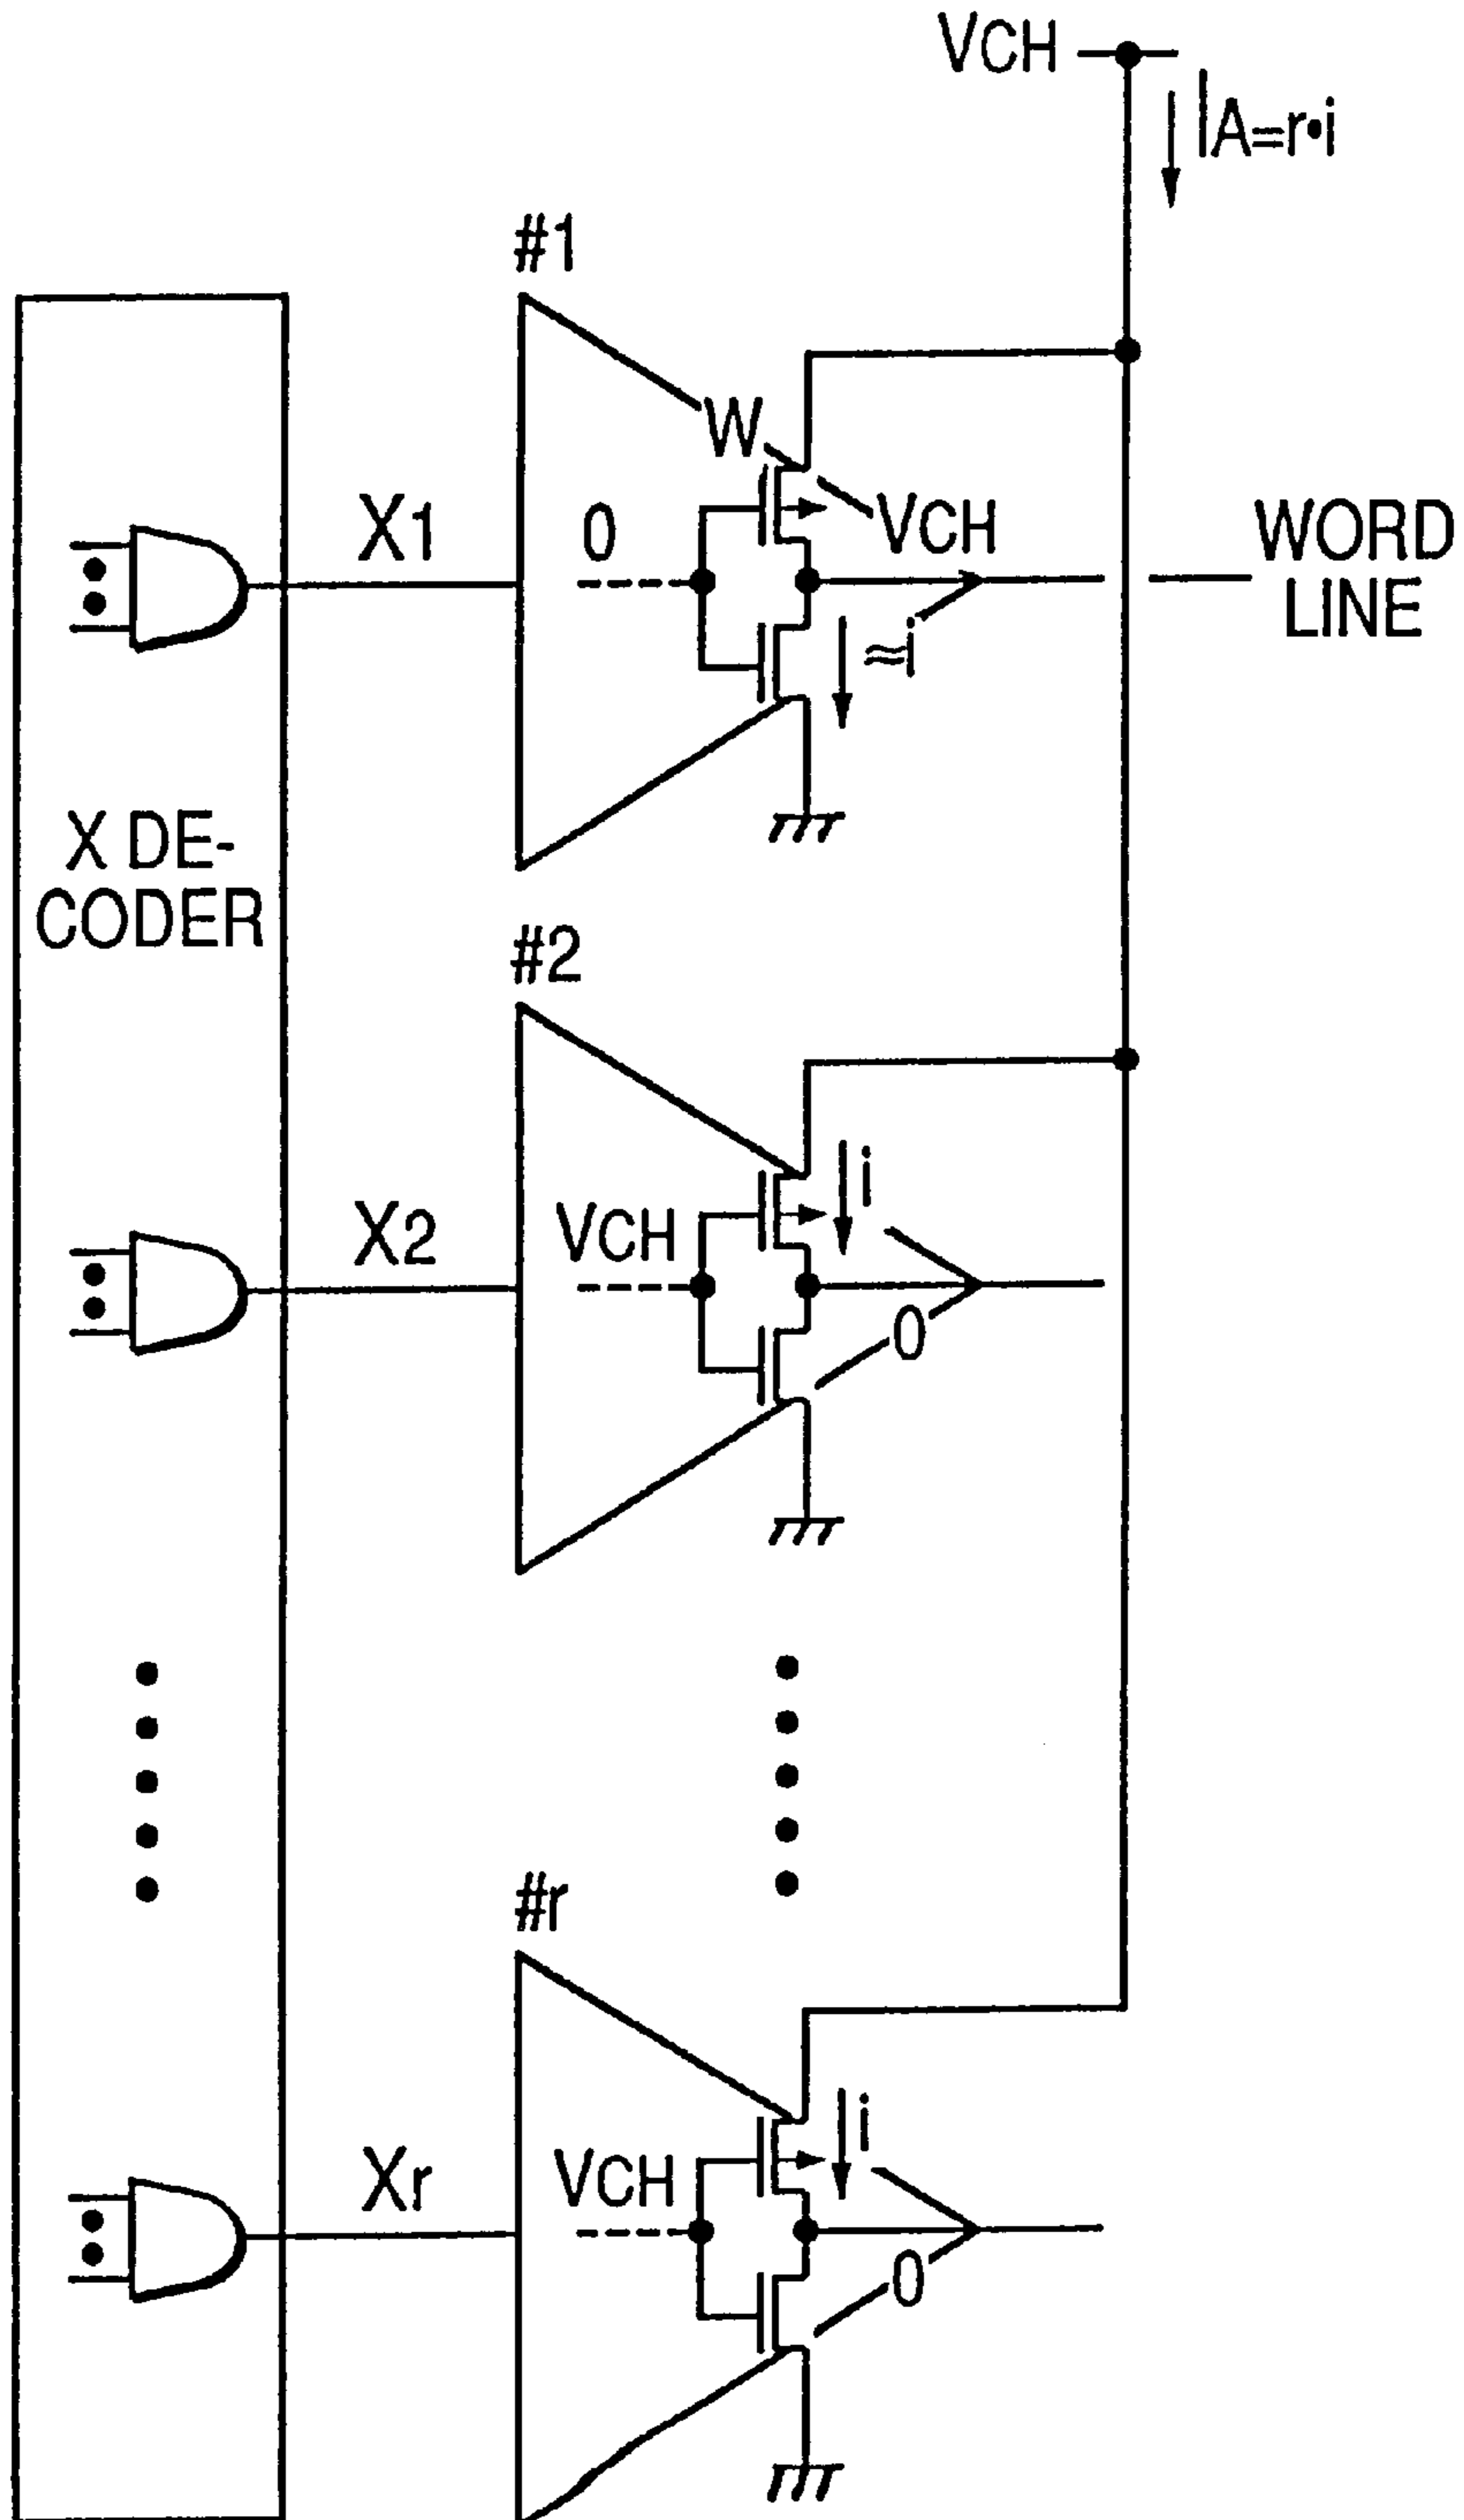 VCH
IA=r•i
#1
W
X1
0
VCH
WORD
LINE
≈i
X DE-
CODER
#2
i
X2
VCH
0
#r
i
Xr
VCH
0